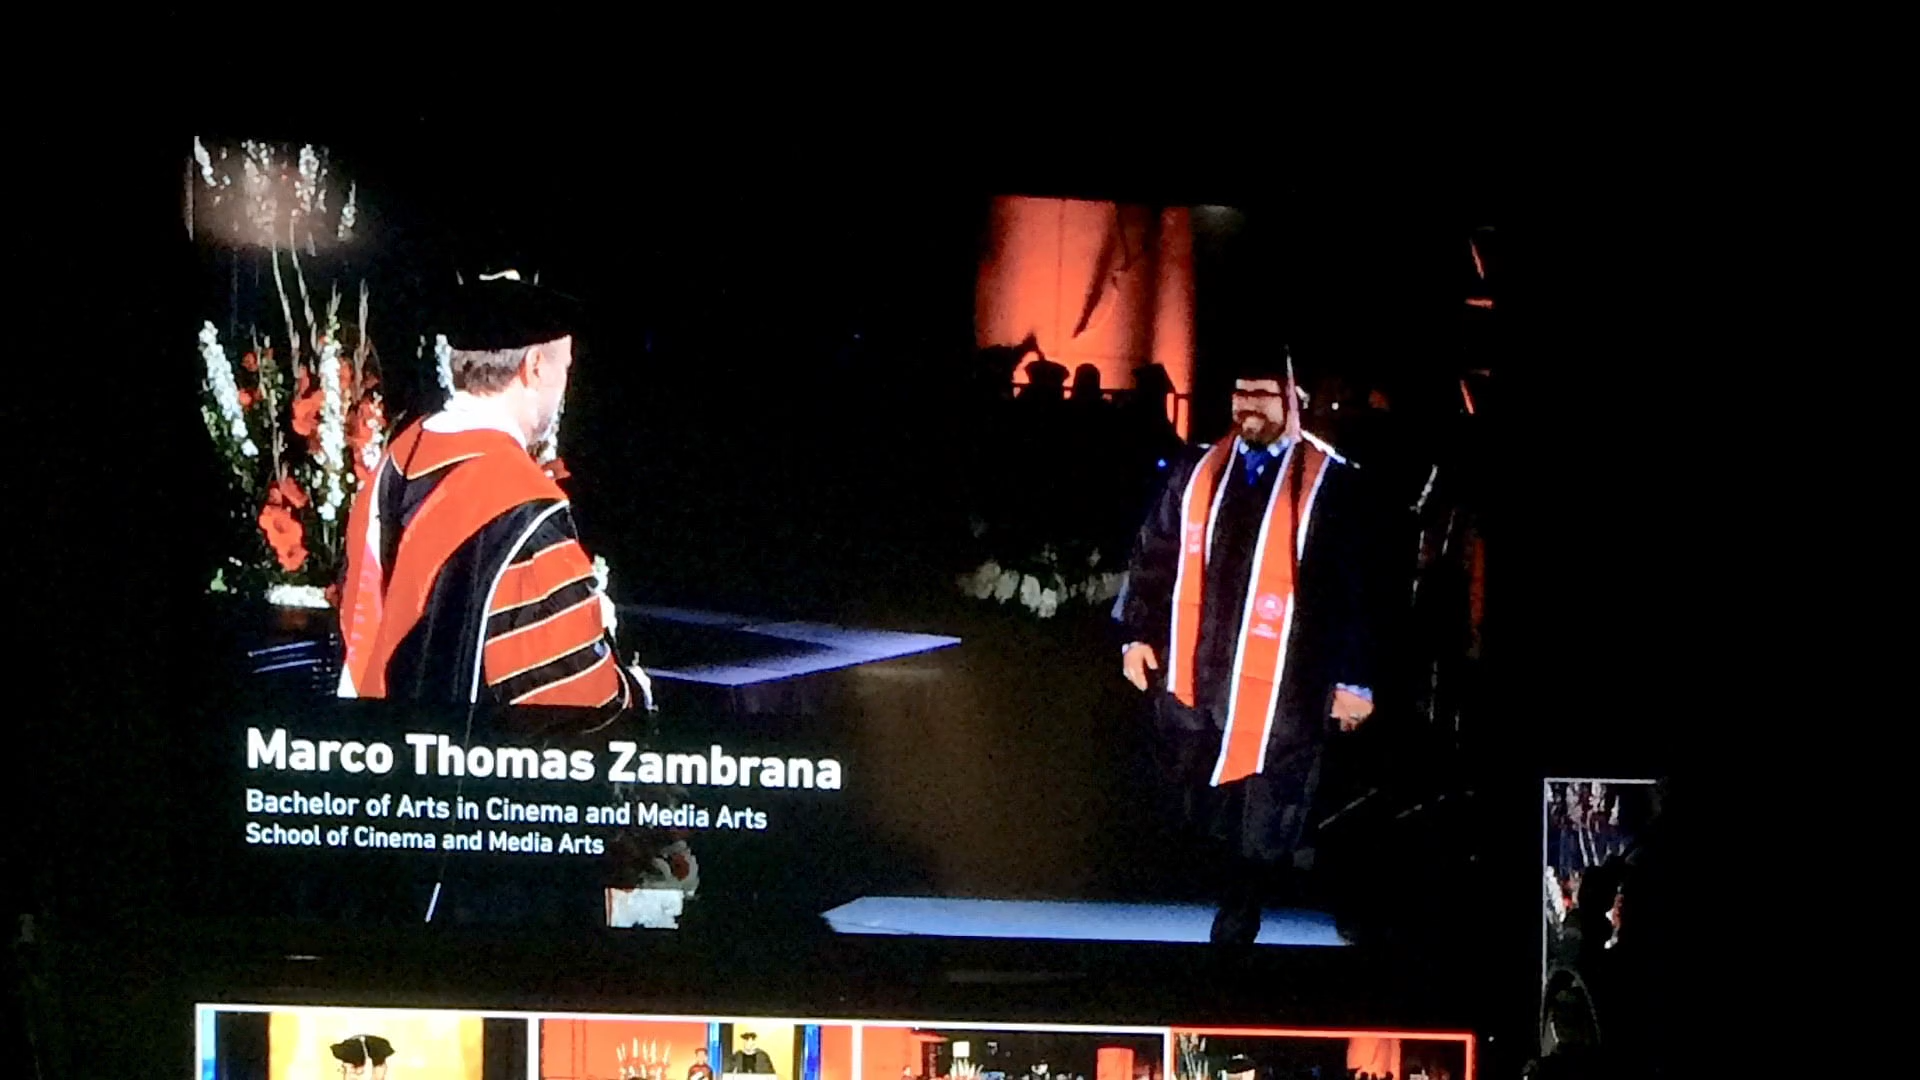 Marco Thomas Zambrana
Bachelor of Arts in Cinema and Media Arts
School of Cinema and Media Arts